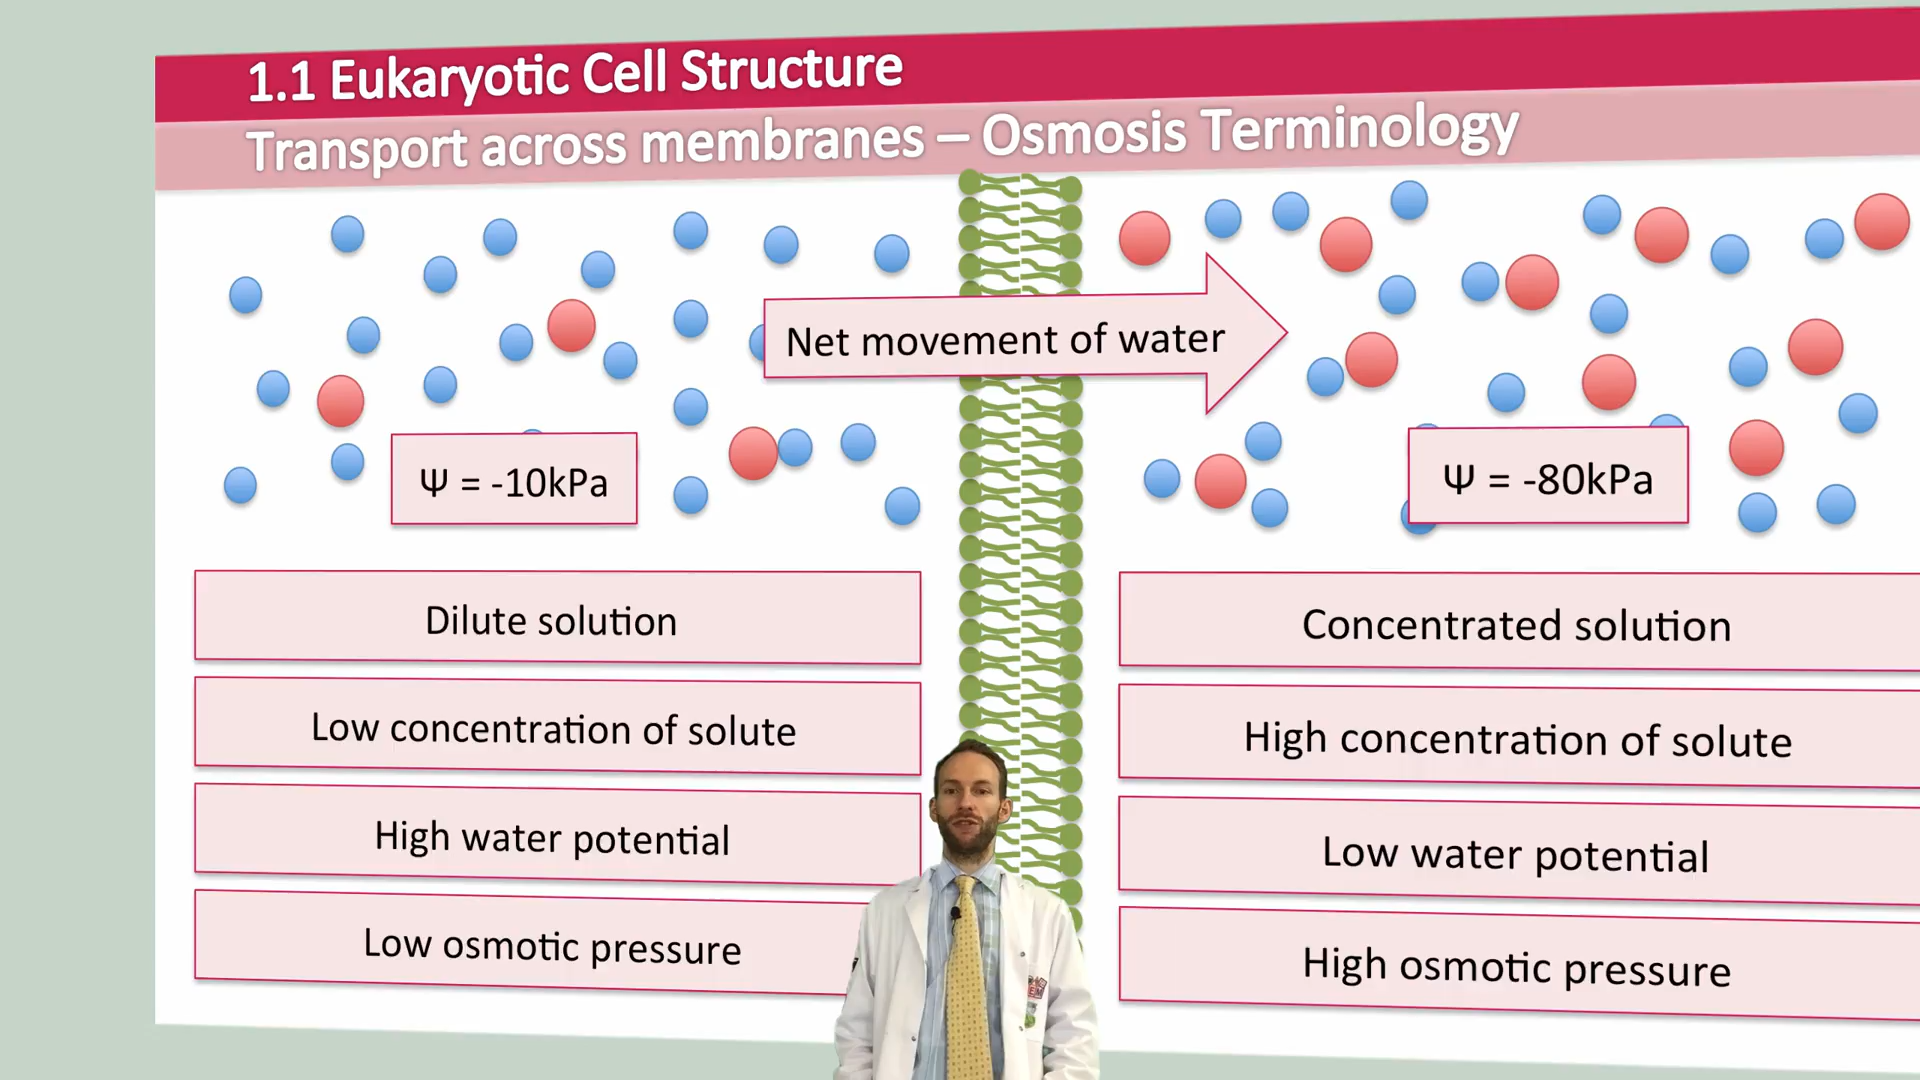 1.1 Eukaryotic Cell Structure
Transport across membranes – Osmosis Terminology
Net movement of water
Ψ = -10kPa
Ψ = -80kPa
Dilute solution
Concentrated solution
Low concentration of solute
High concentration of solute
High water potential
Low water potential
Low osmotic pressure
High osmotic pressure